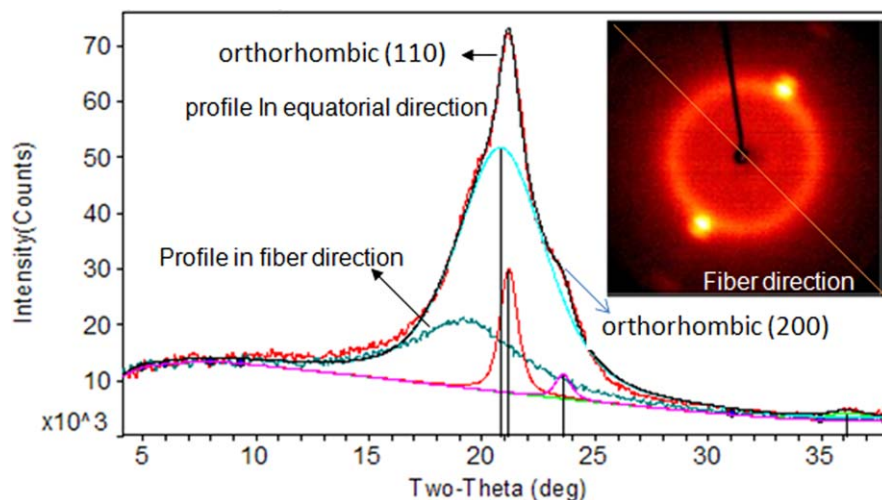 70
60
50
40
30
20
10
x10^3
Intensity(Counts)
orthorhombic (110)
profile In equatorial direction
Profile in fiber direction
orthorhombic (200)
Fiber direction
5 10 15 20 25 30 35
Two-Theta (deg)